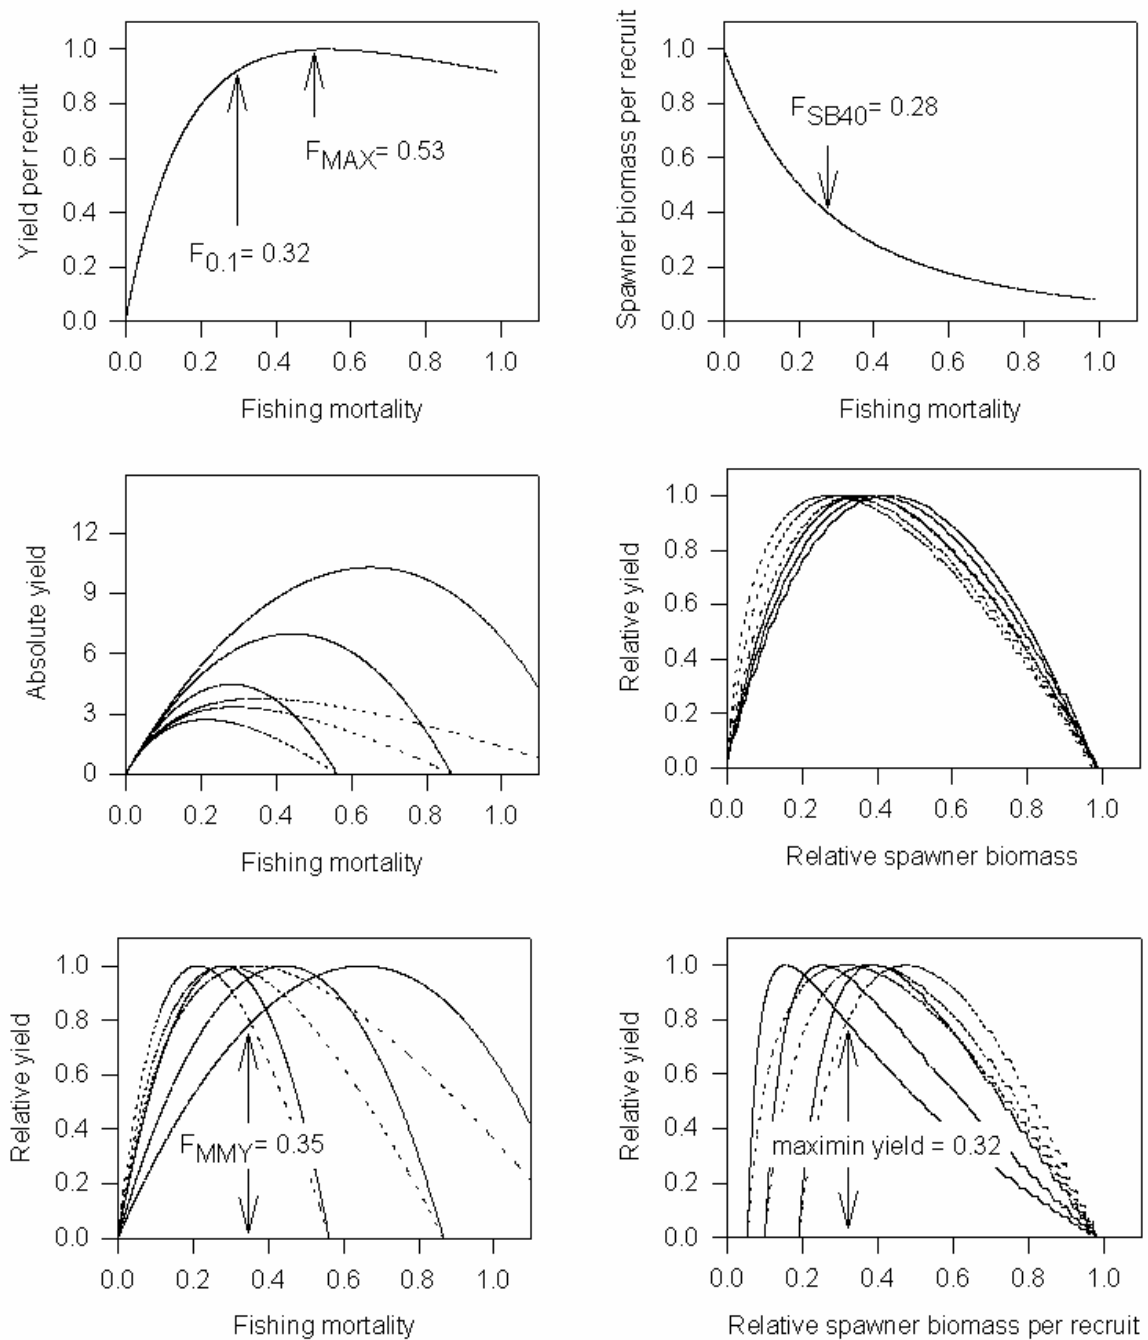 Yield per recruit
1.0
0.8
0.6
0.4
0.2
0.0
F0.1= 0.32
FMAX= 0.53
0.0 0.2 0.4 0.6 0.8 1.0
Fishing mortality
Spawner biomass per recruit
1.0
0.8
0.6
0.4
0.2
0.0
FSB40= 0.28
0.0 0.2 0.4 0.6 0.8 1.0
Fishing mortality
Absolute yield
12
9
6
3
0
0.0 0.2 0.4 0.6 0.8 1.0
Fishing mortality
Relative yield
1.0
0.8
0.6
0.4
0.2
0.0
0.0 0.2 0.4 0.6 0.8 1.0
Relative spawner biomass
Relative yield
1.0
0.8
0.6
0.4
0.2
0.0
FMMY= 0.35
0.0 0.2 0.4 0.6 0.8 1.0
Fishing mortality
Relative yield
1.0
0.8
0.6
0.4
0.2
0.0
maximin yield = 0.32
0.0 0.2 0.4 0.6 0.8 1.0
Relative spawner biomass per recruit